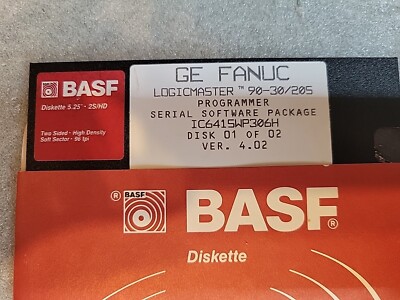 BASF
Diskette 5.25" - 2S/HD
Two Sided · High Density
Soft Sector · 96 tpi
GE FANUC
LOGICMASTER™ 90-30/20S
PROGRAMMER
SERIAL SOFTWARE PACKAGE
IC641SWP306H
DISK 01 OF 02
VER. 4.02
® BASF®
Diskette